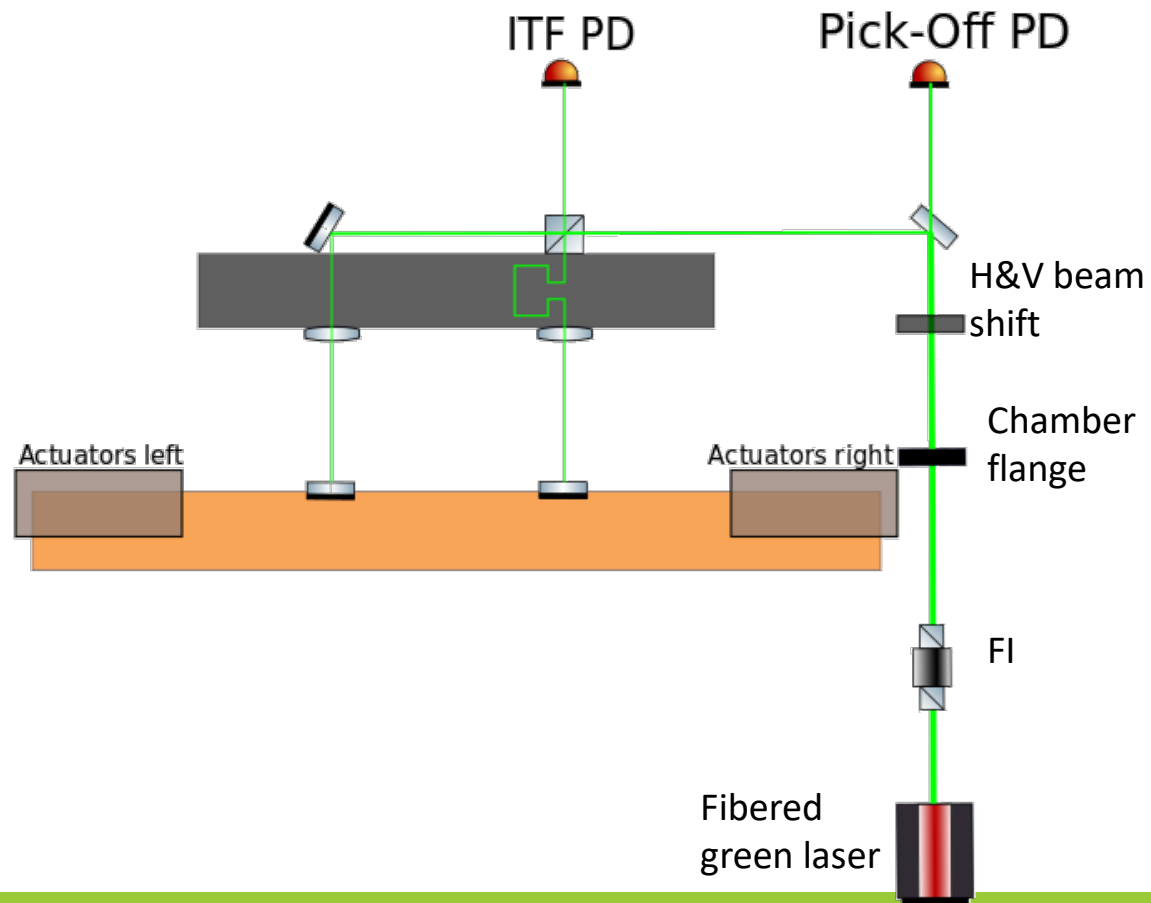 ITF PD
Pick-Off PD
H&V beam
shift
Chamber
flange
Actuators left
Actuators right
FI
Fibered
green laser